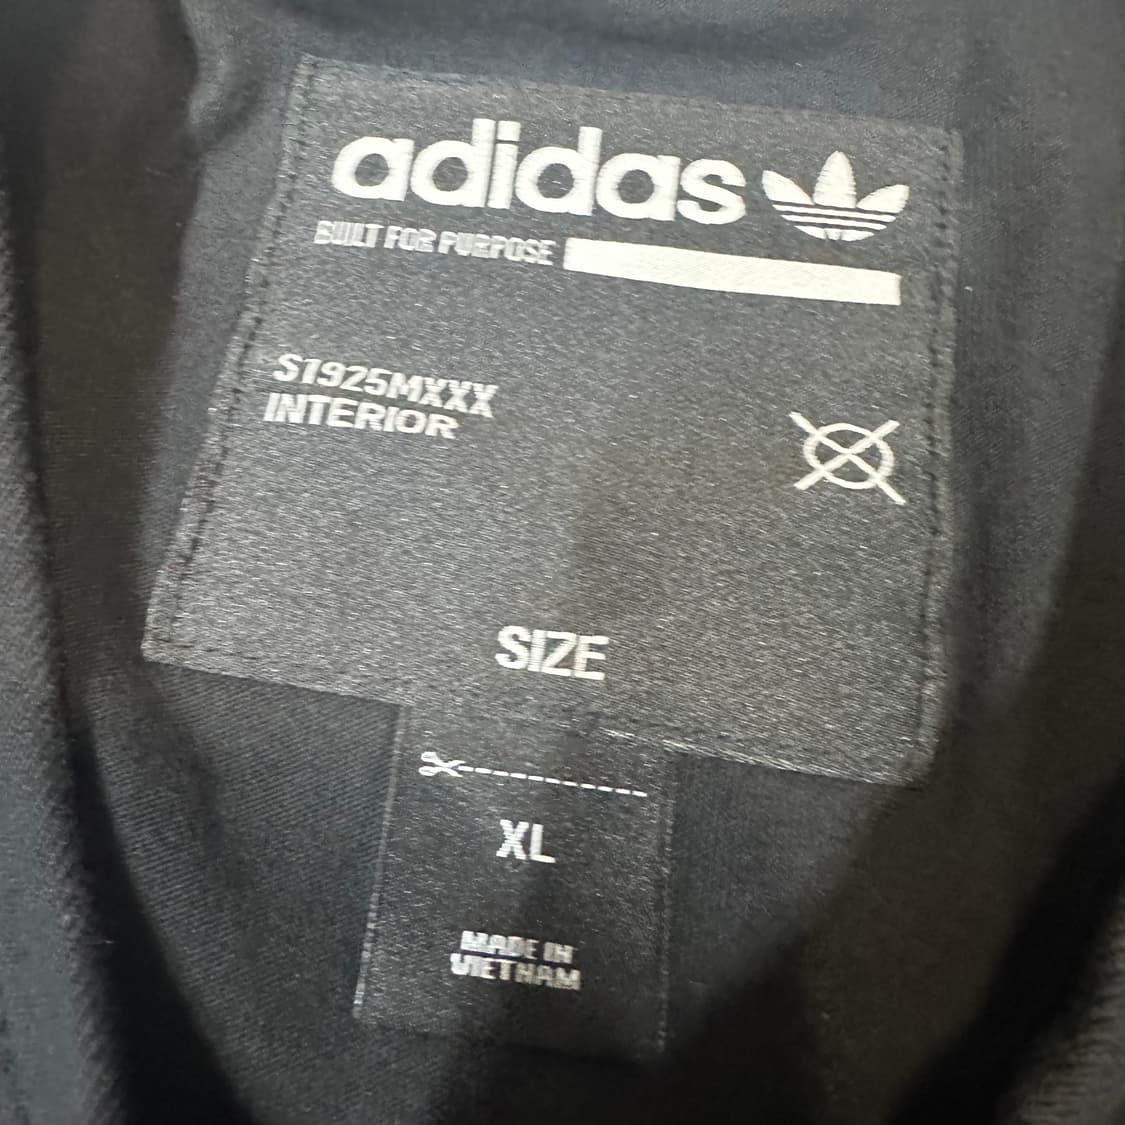 adidas
BUILT FOR PURPOSE
S1925MXXX
INTERIOR
SIZE
XL
MADE IN
VIETNAM